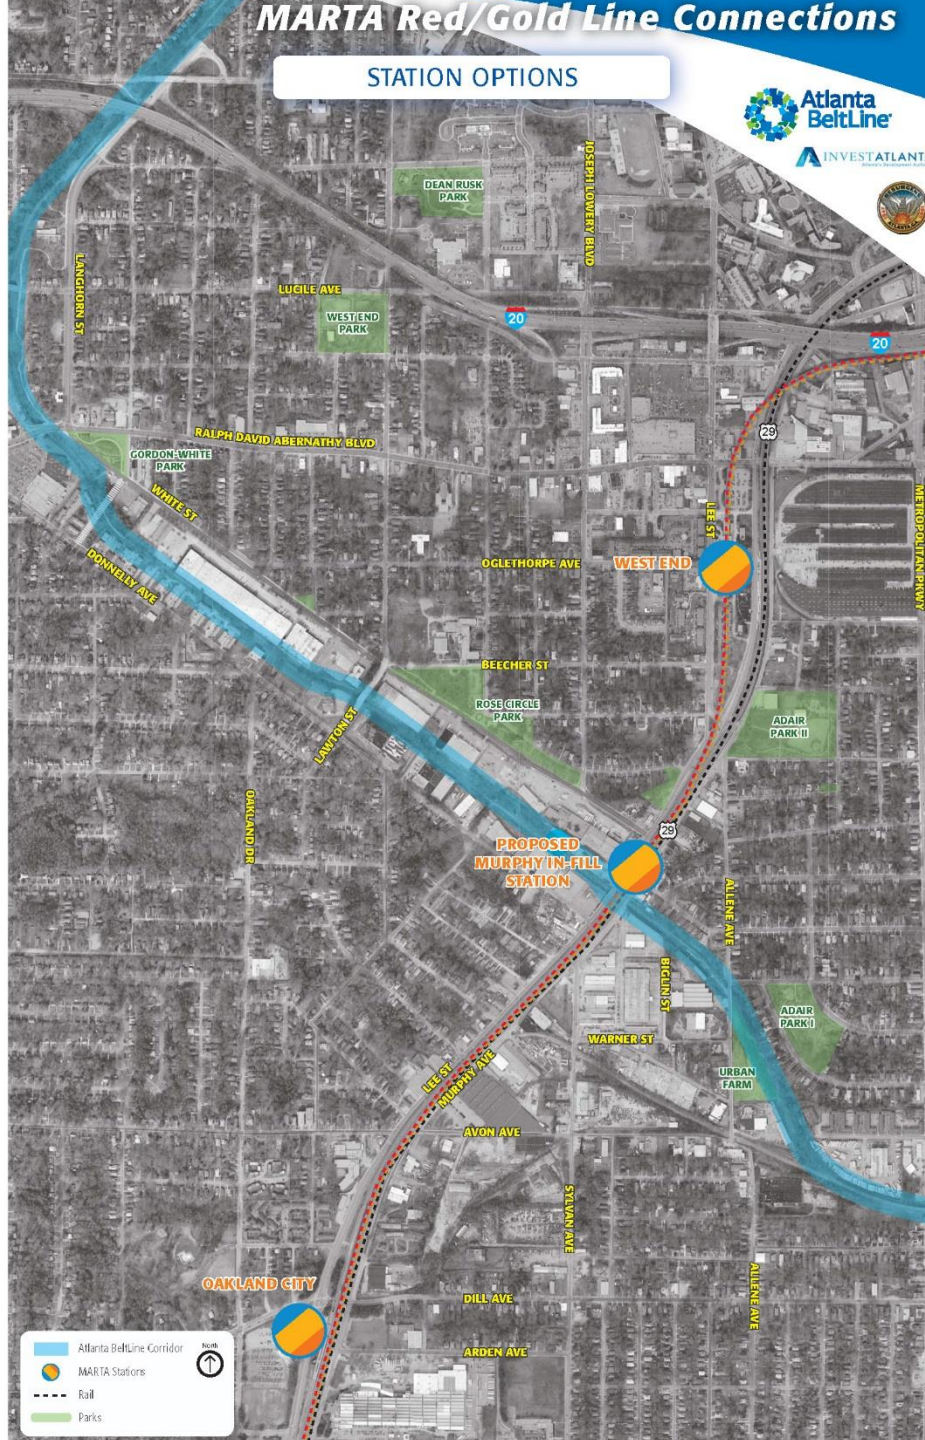 MARTA Red/Gold Line Connections
STATION OPTIONS
Atlanta
BeltLine
INVESTATLANT
DEAN RUSK
PARK
JOSEPH LOWERY BLVD
LANGHORN ST
LUCILE AVE
WEST END
PARK
20
20
RALPH DAVID ABERNATHY BLVD
29
GORDON-WHITE
PARK
WHITE ST
LEE ST
METROPOLITAN PKWY
DONNELLY AVE
OGLETHORPE AVE
WEST END
BEECHER ST
ROSE CIRCLE
PARK
ADAIR
PARK II
LAWTON ST
OAKLAND DR
29
PROPOSED
MURPHY IN-FILL
STATION
ALLENE AVE
BIGLIN ST
ADAIR
PARK I
WARNER ST
URBAN
FARM
LEE ST
MURPHY AVE
AVON AVE
SYLVAN AVE
ALLENE AVE
OAKLAND CITY
DILL AVE
ARDEN AVE
Atlanta BeltLine Corridor
North
MARTA Stations
Rail
Parks